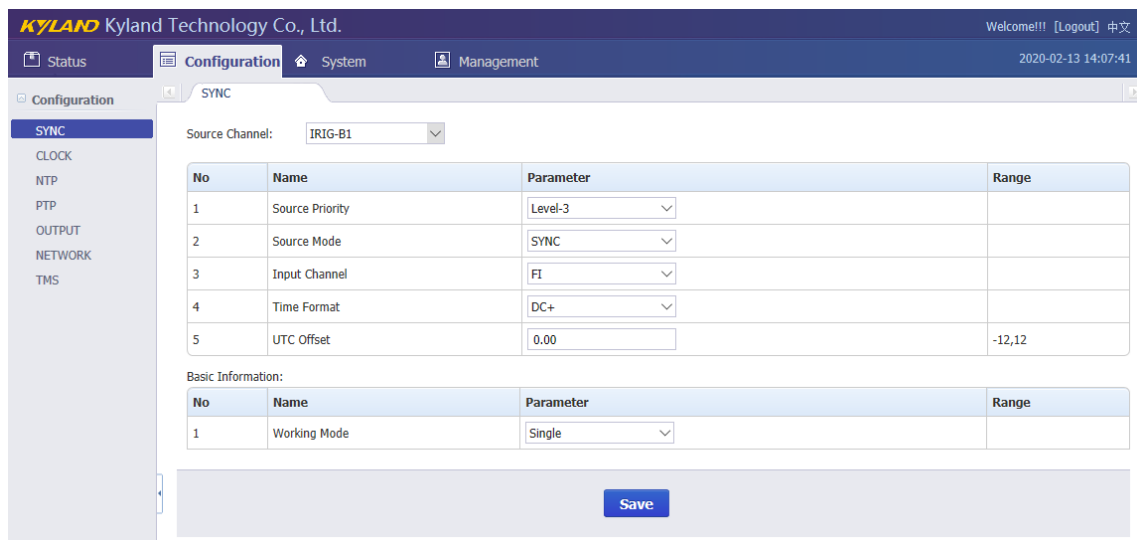 KYLAND Kyland Technology Co., Ltd.
Welcome!!! [Logout] 中文
Status Configuration System Management 2020-02-13 14:07:41
Configuration
SYNC
CLOCK
NTP
PTP
OUTPUT
NETWORK
TMS
SYNC
Source Channel: IRIG-B1
No Name Parameter Range
1 Source Priority Level-3
2 Source Mode SYNC
3 Input Channel FI
4 Time Format DC+
5 UTC Offset 0.00 -12,12
Basic Information:
No Name Parameter Range
1 Working Mode Single
Save